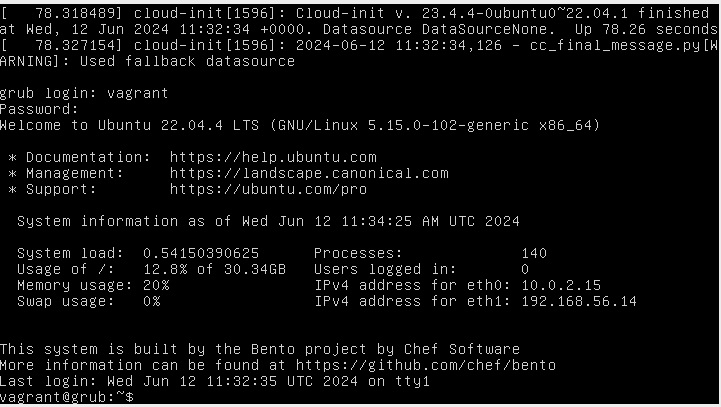 [   78.318489] cloud-init[1596]: Cloud-init v. 23.4.4-0ubuntu0~22.04.1 finished
at Wed, 12 Jun 2024 11:32:34 +0000. Datasource DataSourceNone.  Up 78.26 seconds
[   78.327154] cloud-init[1596]: 2024-06-12 11:32:34,126 - cc_final_message.py[W
ARNING]: Used fallback datasource
grub login: vagrant
Password:
Welcome to Ubuntu 22.04.4 LTS (GNU/Linux 5.15.0-102-generic x86_64)
 * Documentation:  https://help.ubuntu.com
 * Management:     https://landscape.canonical.com
 * Support:        https://ubuntu.com/pro
  System information as of Wed Jun 12 11:34:25 AM UTC 2024
  System load:  0.54150390625      Processes:               140
  Usage of /:   12.8% of 30.34GB   Users logged in:         0
  Memory usage: 20%                IPv4 address for eth0: 10.0.2.15
  Swap usage:   0%                 IPv4 address for eth1: 192.168.56.14
This system is built by the Bento project by Chef Software
More information can be found at https://github.com/chef/bento
Last login: Wed Jun 12 11:32:35 UTC 2024 on tty1
vagrant@grub:~$